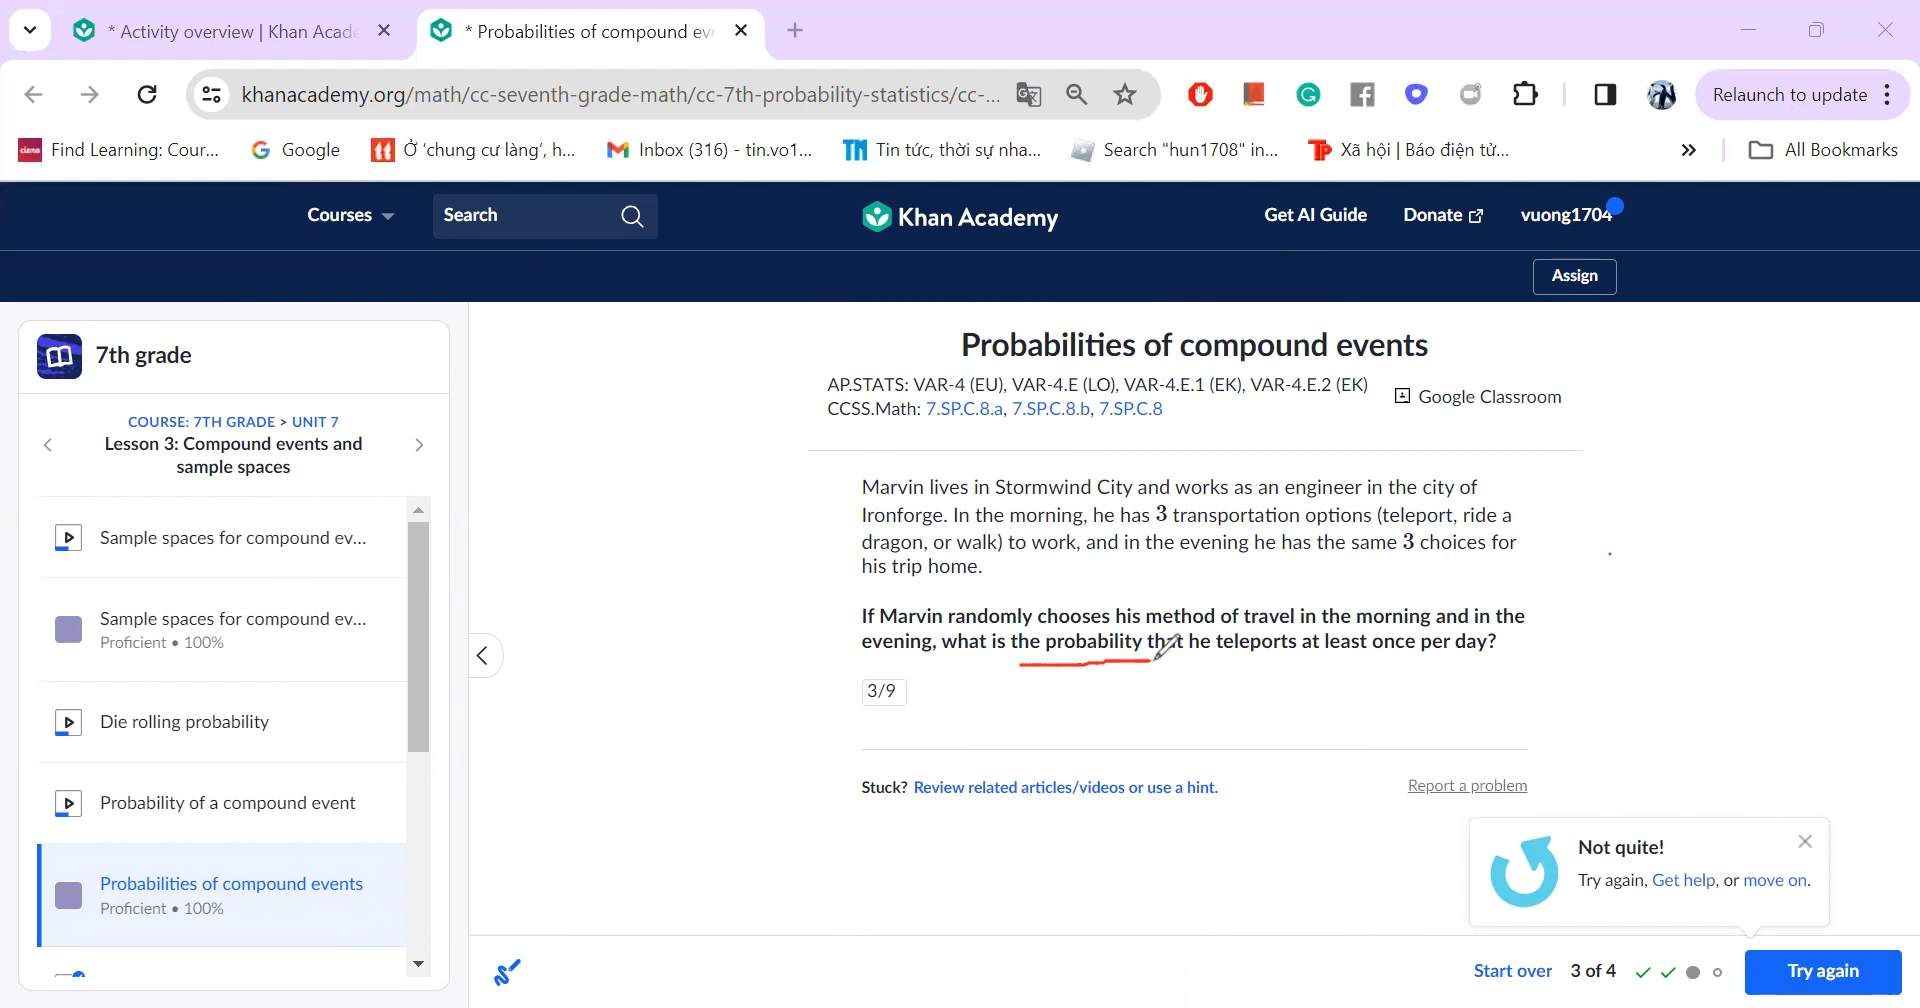 * Activity overview | Khan Acade
* Probabilities of compound eve
khanacademy.org/math/cc-seventh-grade-math/cc-7th-probability-statistics/cc-...
Relaunch to update
Find Learning: Cour...
Google
Ở 'chung cư làng', h...
Inbox (316) - tin.vo1...
Tin tức, thời sự nha...
Search "hun1708" in...
Xã hội | Báo điện tử...
All Bookmarks
Courses
Search
Khan Academy
Get AI Guide
Donate
vuong1704
Assign
7th grade
COURSE: 7TH GRADE > UNIT 7
Lesson 3: Compound events and
sample spaces
Sample spaces for compound ev...
Sample spaces for compound ev...
Proficient • 100%
Die rolling probability
Probability of a compound event
Probabilities of compound events
Proficient • 100%
Probabilities of compound events
AP.STATS: VAR-4 (EU), VAR-4.E (LO), VAR-4.E.1 (EK), VAR-4.E.2 (EK)
CCSS.Math: 7.SP.C.8.a, 7.SP.C.8.b, 7.SP.C.8
Google Classroom
Marvin lives in Stormwind City and works as an engineer in the city of
Ironforge. In the morning, he has 3 transportation options (teleport, ride a
dragon, or walk) to work, and in the evening he has the same 3 choices for
his trip home.
If Marvin randomly chooses his method of travel in the morning and in the
evening, what is the probability that he teleports at least once per day?
3/9
Stuck? Review related articles/videos or use a hint.
Report a problem
Not quite!
Try again, Get help, or move on.
Start over
3 of 4
Try again